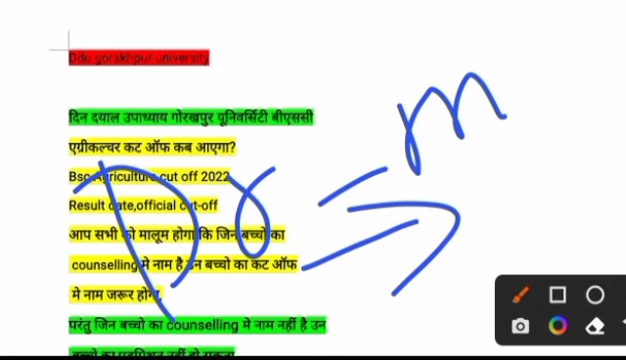 Ddu gorakhpur university
दिन दयाल उपाध्याय गोरखपुर यूनिवर्सिटी बीएससी
एग्रीकल्चर कट ऑफ कब आएगा?
Bsc Agriculture cut off 2022
Result date,official cut-off
आप सभी को मालूम होगा कि जिन बच्चो का
counselling मे नाम है उन बच्चो का कट ऑफ
मे नाम जरूर होगा,
परंतु जिन बच्चो का counselling मे नाम नहीं है उन